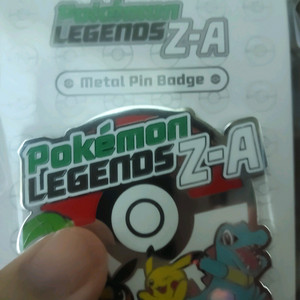 Pokémon
LEGENDS Z-A
Metal Pin Badge
Pokémon
LEGENDS Z-A